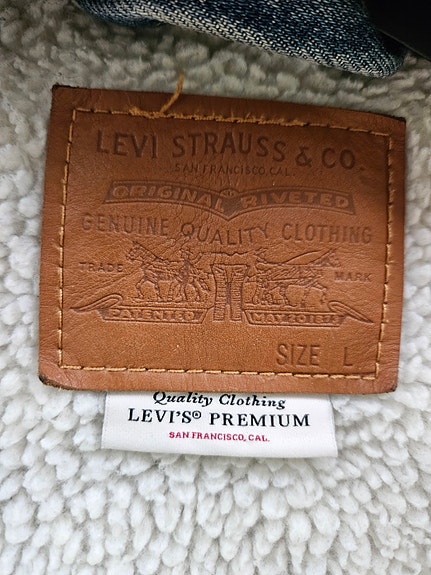 LEVI STRAUSS & CO.
SAN FRANCISCO, CAL.
ORIGINAL RIVETED
GENUINE QUALITY CLOTHING
TRADE MARK
PATENTED MAY 20 1873
SIZE L
Quality Clothing
LEVI'S® PREMIUM
SAN FRANCISCO, CAL.